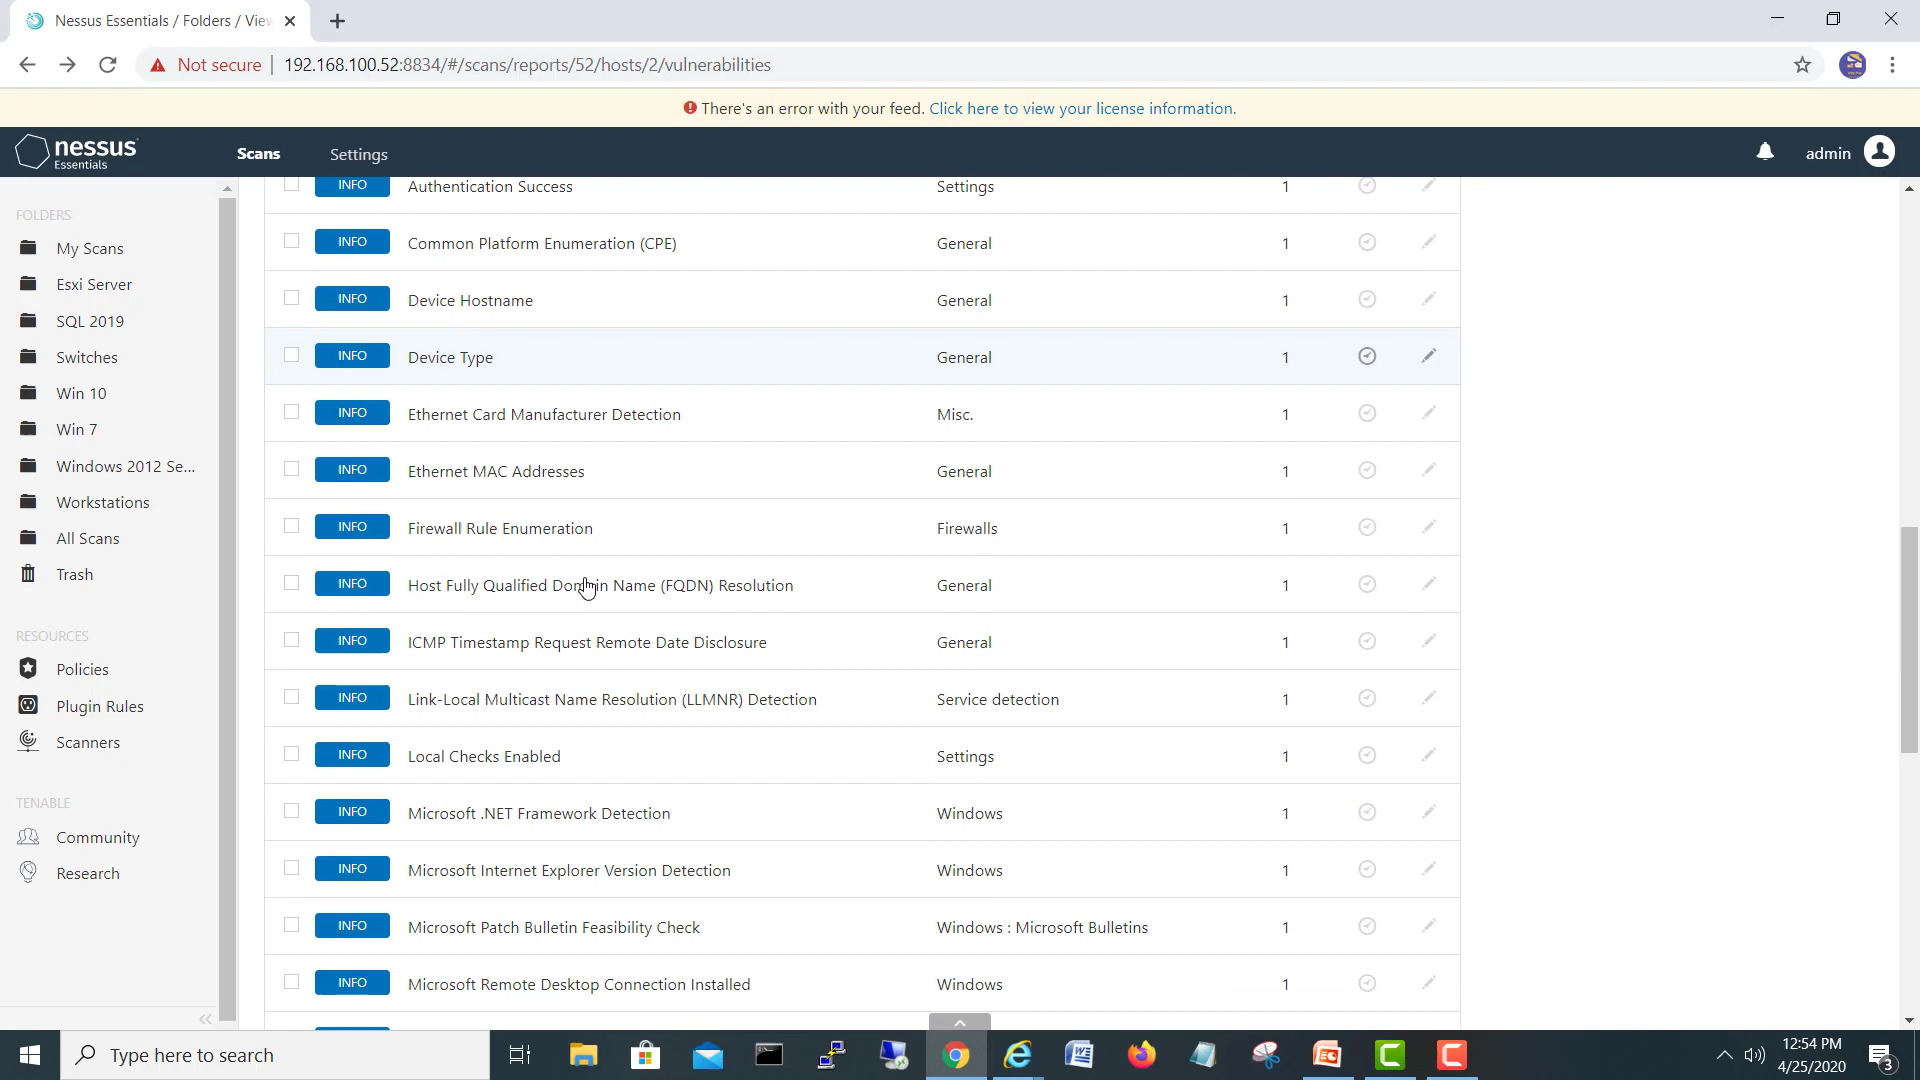 Nessus Essentials / Folders / Viev
Not secure | 192.168.100.52:8834/#/scans/reports/52/hosts/2/vulnerabilities
There's an error with your feed. Click here to view your license information.
nessus
Essentials
Scans
Settings
admin
FOLDERS
My Scans
Esxi Server
SQL 2019
Switches
Win 10
Win 7
Windows 2012 Se...
Workstations
All Scans
Trash
RESOURCES
Policies
Plugin Rules
Scanners
TENABLE
Community
Research
INFO Authentication Success Settings 1
INFO Common Platform Enumeration (CPE) General 1
INFO Device Hostname General 1
INFO Device Type General 1
INFO Ethernet Card Manufacturer Detection Misc. 1
INFO Ethernet MAC Addresses General 1
INFO Firewall Rule Enumeration Firewalls 1
INFO Host Fully Qualified Domain Name (FQDN) Resolution General 1
INFO ICMP Timestamp Request Remote Date Disclosure General 1
INFO Link-Local Multicast Name Resolution (LLMNR) Detection Service detection 1
INFO Local Checks Enabled Settings 1
INFO Microsoft .NET Framework Detection Windows 1
INFO Microsoft Internet Explorer Version Detection Windows 1
INFO Microsoft Patch Bulletin Feasibility Check Windows : Microsoft Bulletins 1
INFO Microsoft Remote Desktop Connection Installed Windows 1
Type here to search
12:54 PM
4/25/2020
3